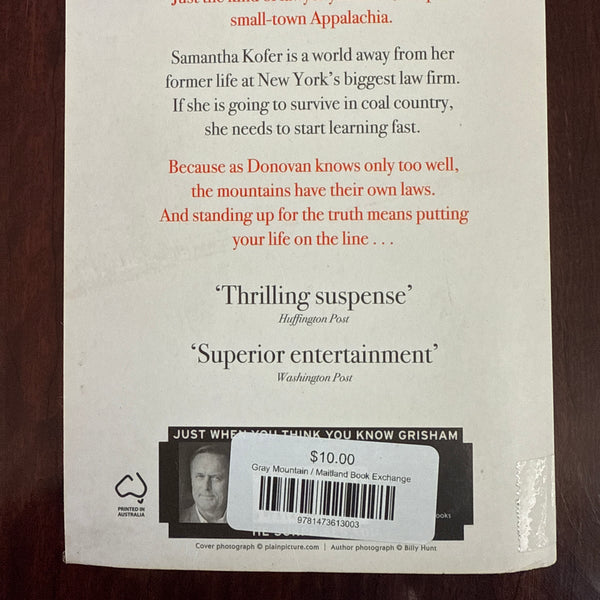 small-town Appalachia.
Samantha Kofer is a world away from her
former life at New York's biggest law firm.
If she is going to survive in coal country,
she needs to start learning fast.
Because as Donovan knows only too well,
the mountains have their own laws.
And standing up for the truth means putting
your life on the line . . .
‘Thrilling suspense’
Huffington Post
‘Superior entertainment’
Washington Post
JUST WHEN YOU THINK YOU KNOW GRISHAM
$10.00
Gray Mountain / Maitland Book Exchange
9781473613003
PRINTED IN
AUSTRALIA
Cover photograph © plainpicture.com | Author photograph © Billy Hunt